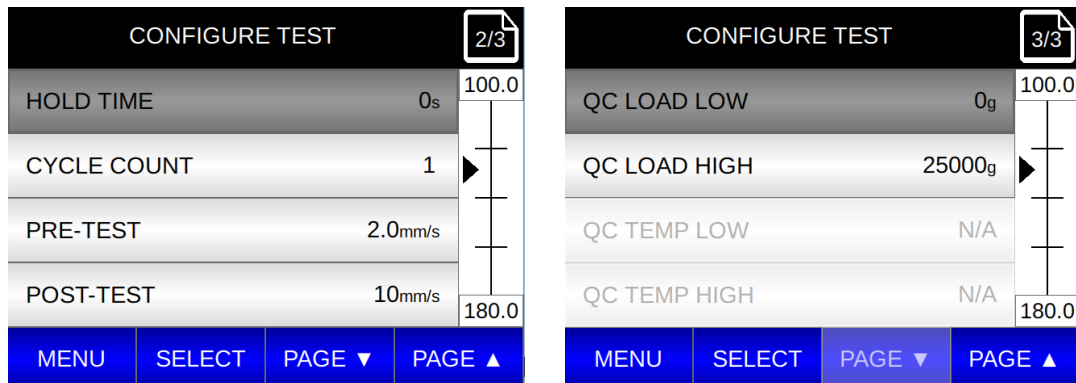 CONFIGURE TEST 2/3
100.0
HOLD TIME 0s
CYCLE COUNT 1
PRE-TEST 2.0mm/s
POST-TEST 10mm/s
180.0
MENU SELECT PAGE ▼ PAGE ▲
CONFIGURE TEST 3/3
100.0
QC LOAD LOW 0g
QC LOAD HIGH 25000g
QC TEMP LOW N/A
QC TEMP HIGH N/A
180.0
MENU SELECT PAGE ▼ PAGE ▲